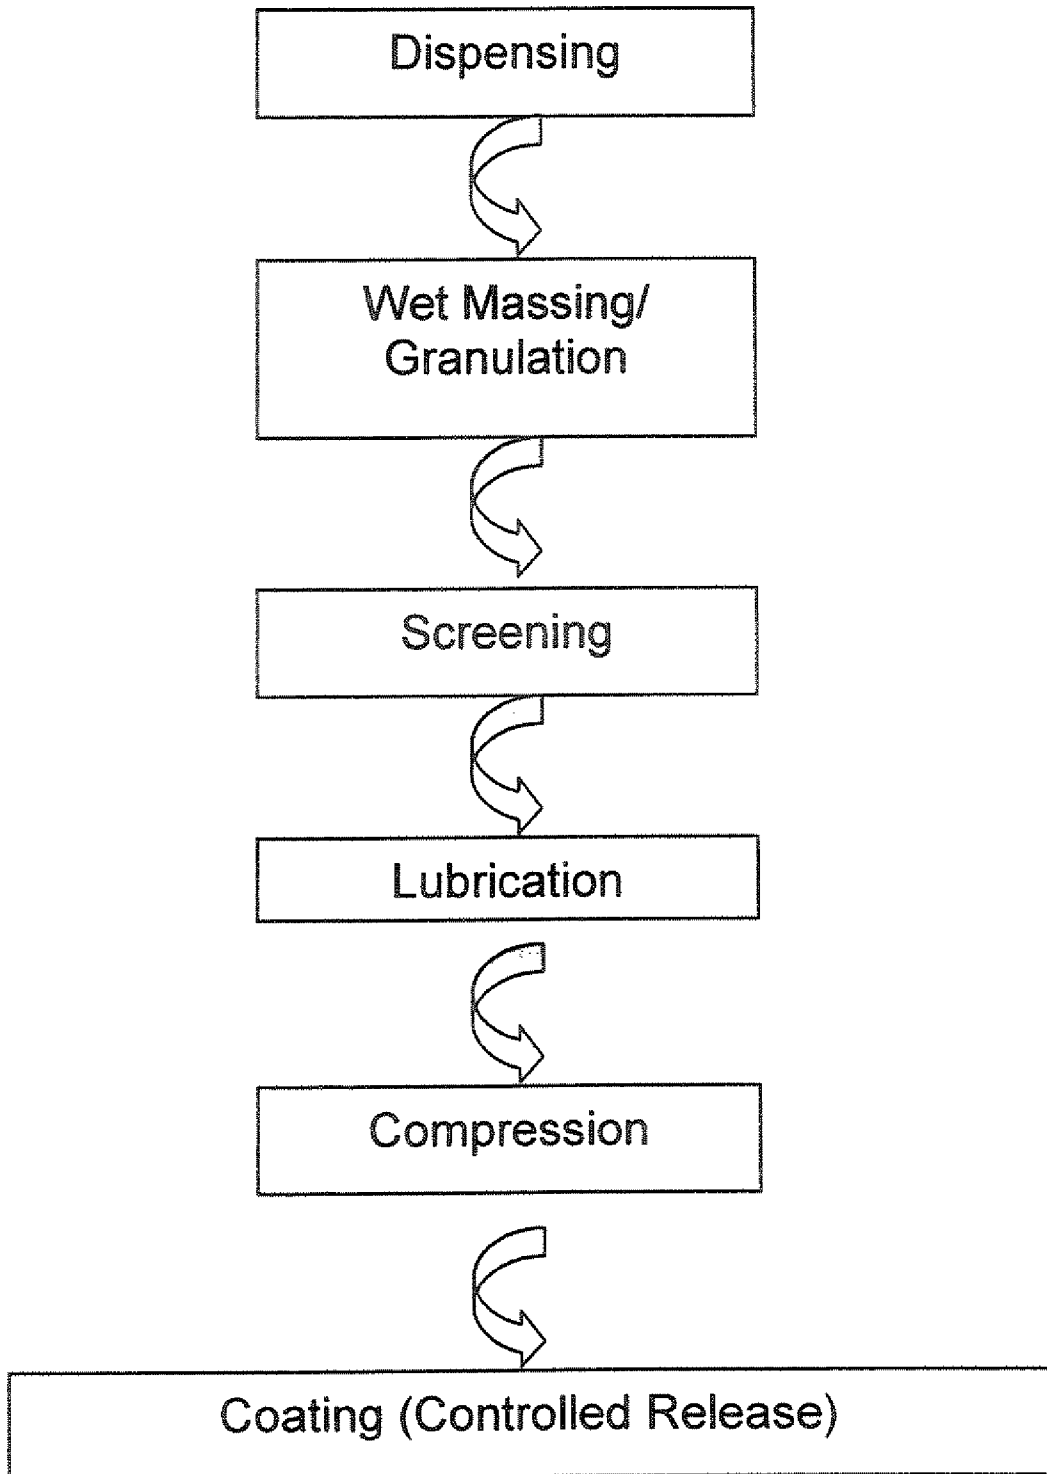 Dispensing
Wet Massing/
Granulation
Screening
Lubrication
Compression
Coating (Controlled Release)